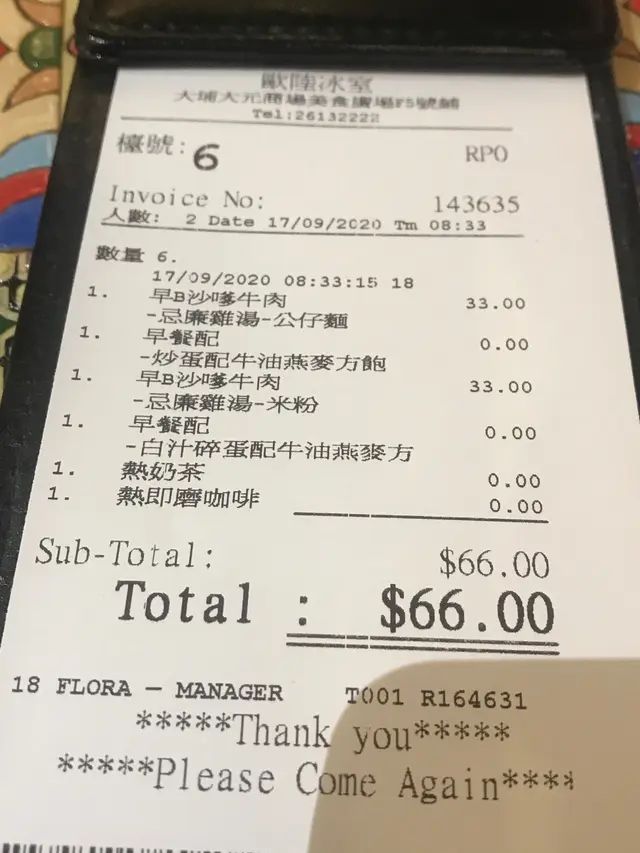 歐陸冰室
大埔大元商場美食廣場F5號舖
Tel:26132222
檯號: 6 RPO
Invoice No: 143635
人數: 2 Date 17/09/2020 Tm 08:33
數量 6.
17/09/2020 08:33:15 18
1. 早B沙嗲牛肉 33.00
-忌廉雞湯-公仔麵
1. 早餐配 0.00
-炒蛋配牛油燕麥方飽
1. 早B沙嗲牛肉 33.00
-忌廉雞湯-米粉
1. 早餐配 0.00
-白汁碎蛋配牛油燕麥方
1. 熱奶茶 0.00
1. 熱即磨咖啡 0.00
Sub-Total: $66.00
Total : $66.00
18 FLORA - MANAGER T001 R164631
*****Thank you*****
*****Please Come Again****